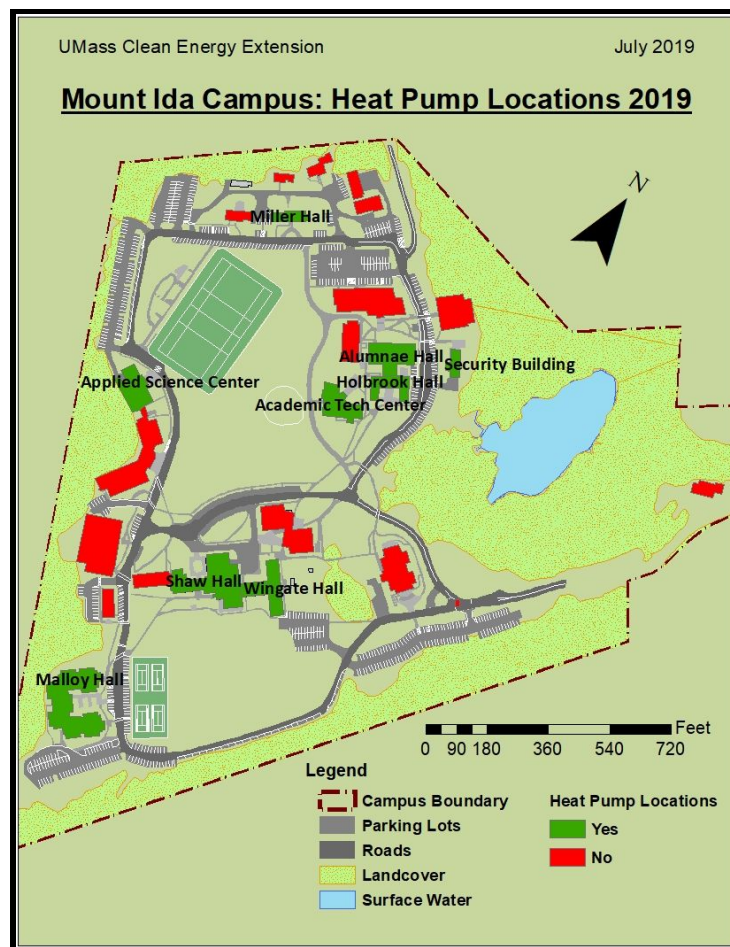 UMass Clean Energy Extension July 2019
Mount Ida Campus: Heat Pump Locations 2019
N
Miller Hall
Alumnae Hall
Security Building
Applied Science Center
Holbrook Hall
Academic Tech Center
Shaw Hall
Wingate Hall
Malloy Hall
Feet
0 90 180 360 540 720
Legend
Campus Boundary
Parking Lots
Roads
Landcover
Surface Water
Heat Pump Locations
Yes
No